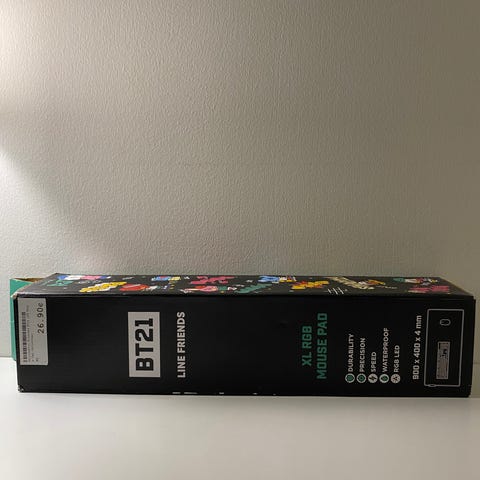 26.90€
BT21
LINE FRIENDS
XL RGB
MOUSE PAD
DURABILITY
PRECISION
SPEED
WATERPROOF
RGB LED
900 x 400 x 4 mm